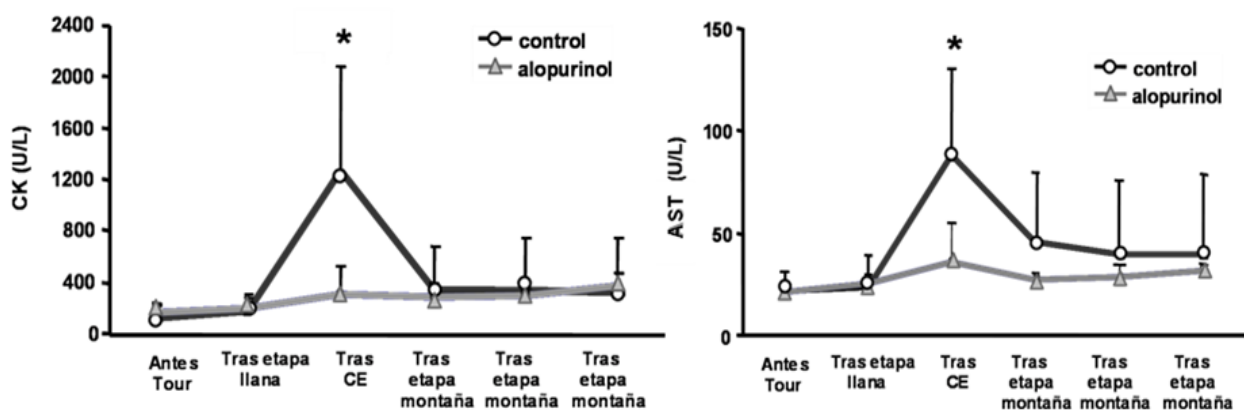 2400
2000
1600
1200
800
400
0
CK (U/L)
*
control
alopurinol
Antes
Tour
Tras etapa
llana
Tras
CE
Tras
etapa
montaña
Tras
etapa
montaña
Tras
etapa
montaña
150
100
50
0
AST (U/L)
*
control
alopurinol
Antes
Tour
Tras etapa
llana
Tras
CE
Tras
etapa
montaña
Tras
etapa
montaña
Tras
etapa
montaña